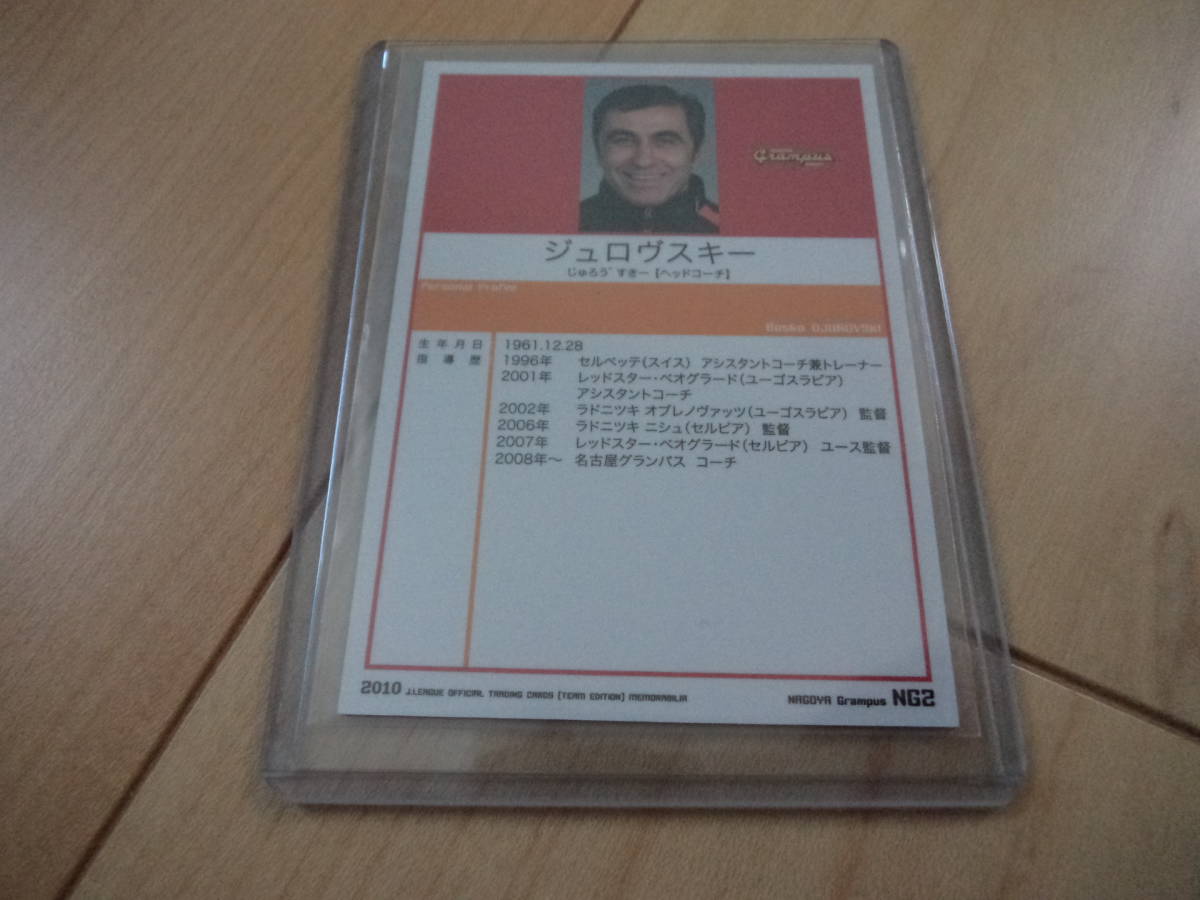 Grampus
ジュロヴスキー
じゅろう゛すきー【ヘッドコーチ】
Personal Profile
Bosko DJUROVSKI
生年月日 1961.12.28
指導歴 1996年 セルベッテ(スイス) アシスタントコーチ兼トレーナー
2001年 レッドスター・ベオグラード(ユーゴスラビア)
アシスタントコーチ
2002年 ラドニツキ オブレノヴァッツ(ユーゴスラビア) 監督
2006年 ラドニツキ ニシュ(セルビア) 監督
2007年 レッドスター・ベオグラード(セルビア) ユース監督
2008年〜 名古屋グランパス コーチ
2010 J.LEAGUE OFFICIAL TRADING CARDS [TEAM EDITION] MEMORABILIA
NAGOYA Grampus NG2